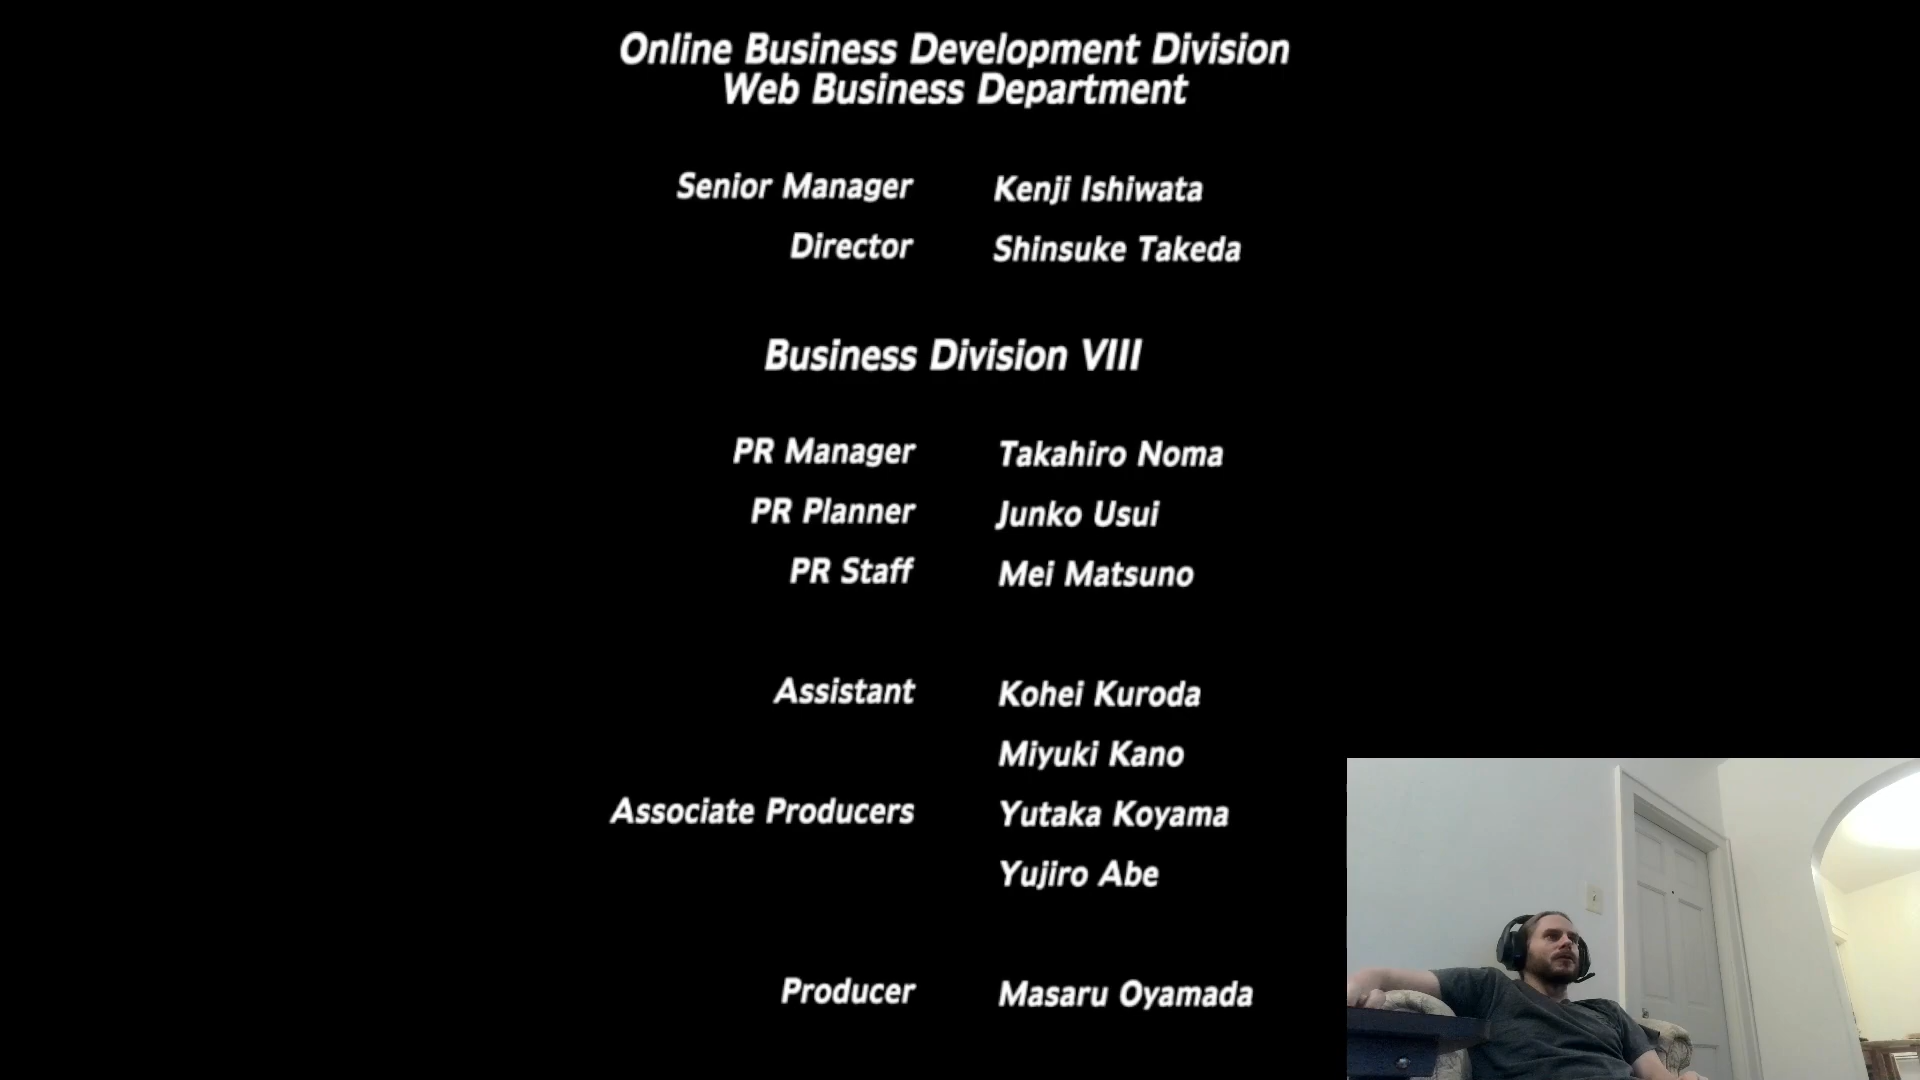 Online Business Development Division
Web Business Department
Senior Manager Kenji Ishiwata
Director Shinsuke Takeda
Business Division VIII
PR Manager Takahiro Noma
PR Planner Junko Usui
PR Staff Mei Matsuno
Assistant Kohei Kuroda
Miyuki Kano
Associate Producers Yutaka Koyama
Yujiro Abe
Producer Masaru Oyamada